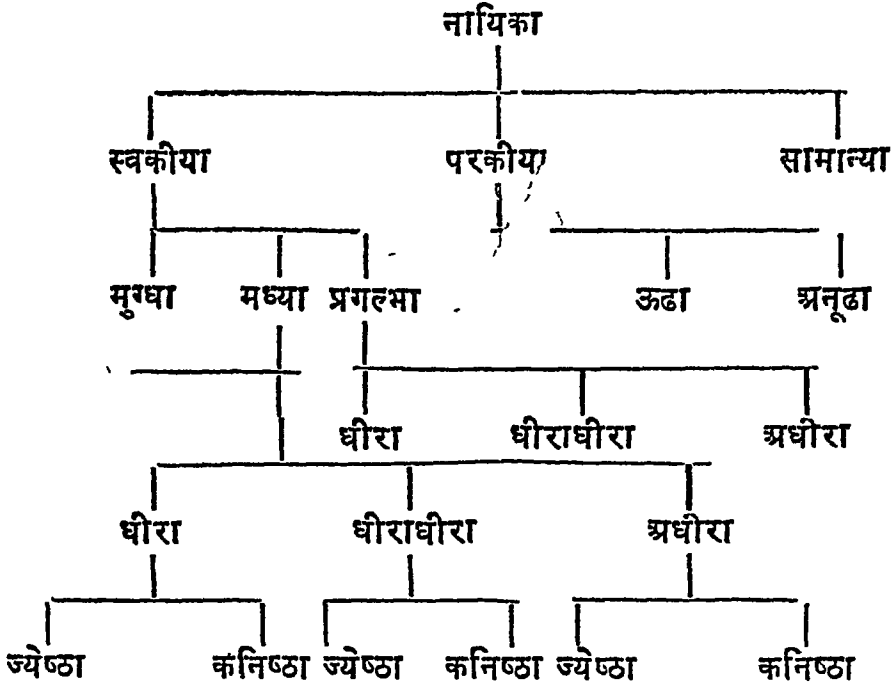 नायिका
स्वकीया परकीया सामान्या
मुग्धा मध्या प्रगल्भा ऊढा अनूढा
धीरा धीराधीरा अधीरा
धीरा धीराधीरा अधीरा
ज्येष्ठा कनिष्ठा ज्येष्ठा कनिष्ठा ज्येष्ठा कनिष्ठा